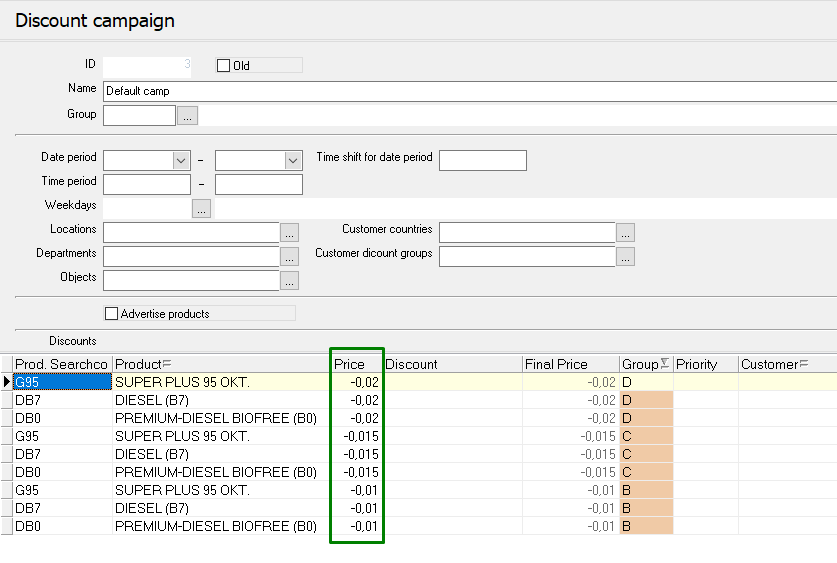 Discount campaign
ID 3 Old
Name Default camp
Group ...
Date period – Time shift for date period
Time period –
Weekdays ...
Locations ... Customer countries ...
Departments ... Customer dicount groups ...
Objects ...
Advertise products
Discounts
Prod. Searchco Product Price Discount Final Price Group Priority Customer
G95 SUPER PLUS 95 OKT. -0,02 -0,02 D
DB7 DIESEL (B7) -0,02 -0,02 D
DB0 PREMIUM-DIESEL BIOFREE (B0) -0,02 -0,02 D
G95 SUPER PLUS 95 OKT. -0,015 -0,015 C
DB7 DIESEL (B7) -0,015 -0,015 C
DB0 PREMIUM-DIESEL BIOFREE (B0) -0,015 -0,015 C
G95 SUPER PLUS 95 OKT. -0,01 -0,01 B
DB7 DIESEL (B7) -0,01 -0,01 B
DB0 PREMIUM-DIESEL BIOFREE (B0) -0,01 -0,01 B